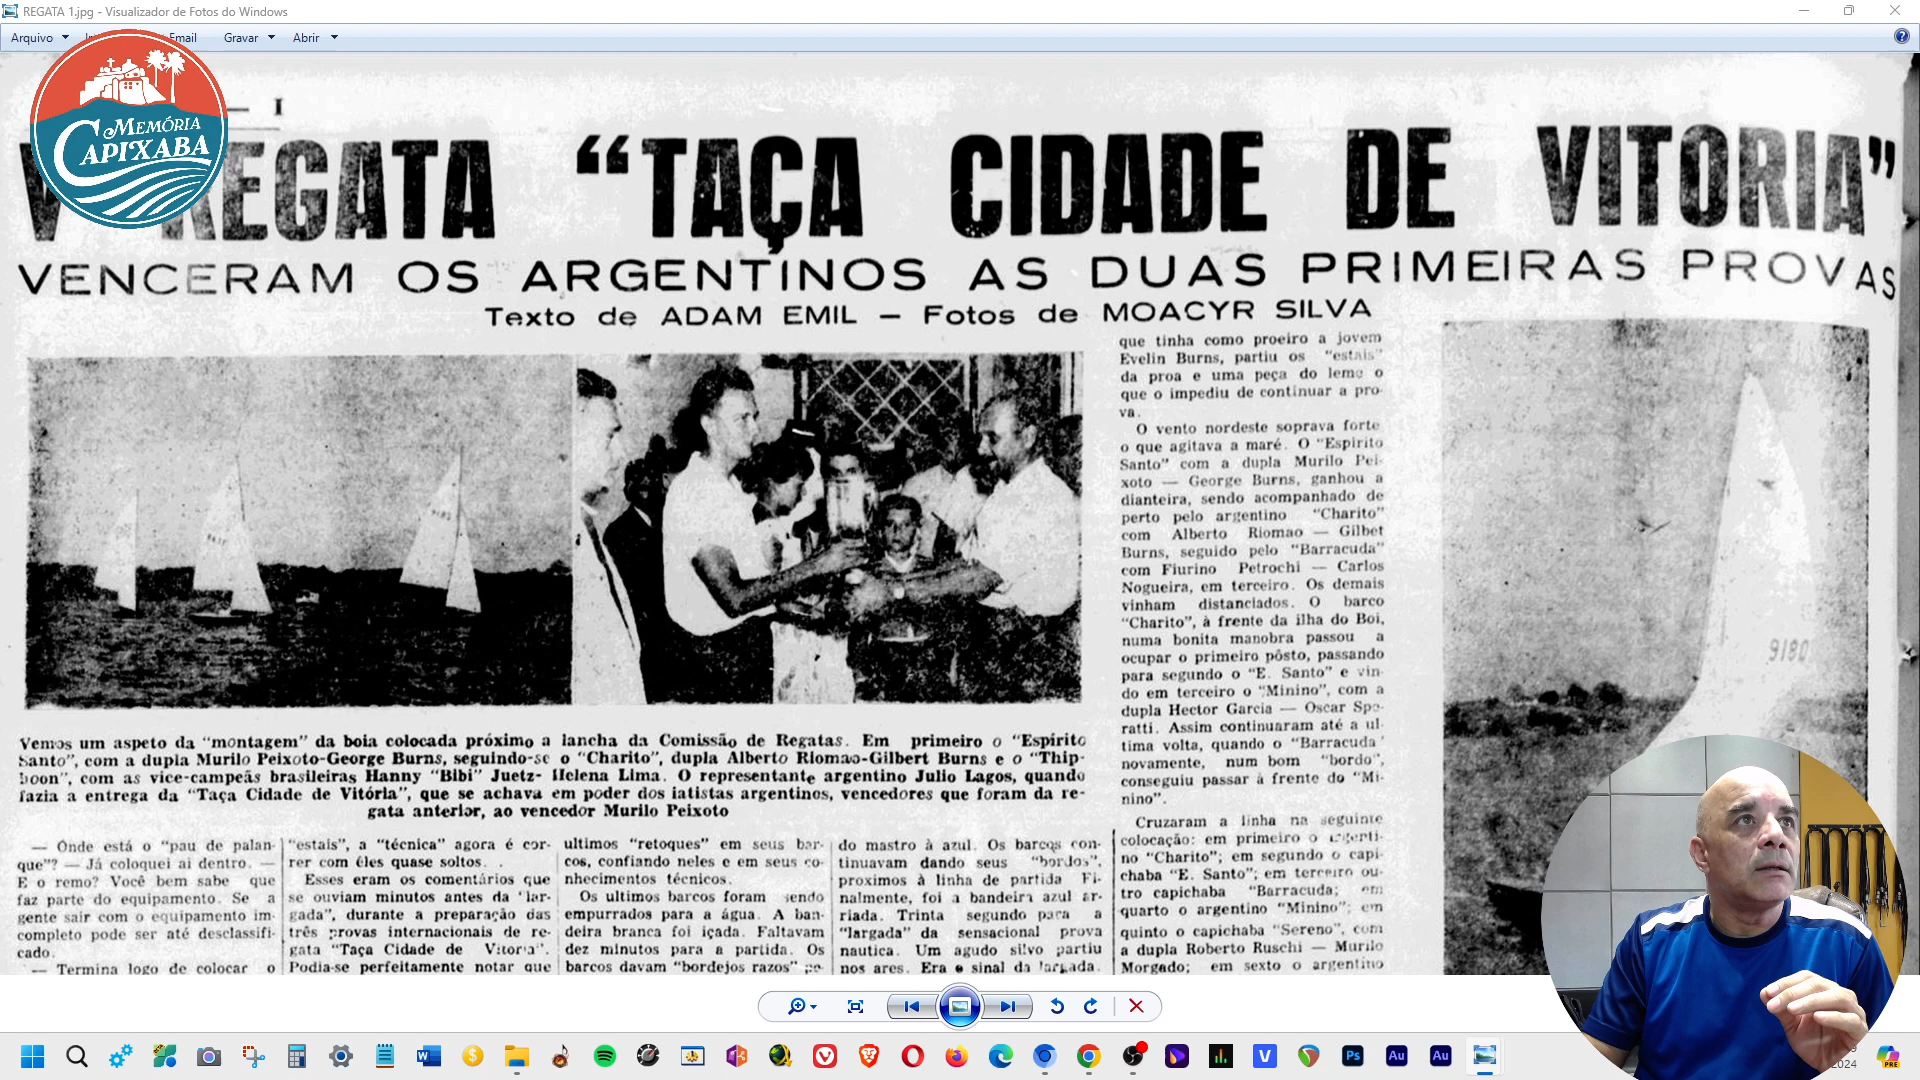 REGATA 1.jpg - Visualizador de Fotos do Windows
Arquivo
Email
Gravar
Abrir
MEMÓRIA
CAPIXABA
— I
V REGATA “TAÇA CIDADE DE VITORIA”
VENCERAM OS ARGENTINOS AS DUAS PRIMEIRAS PROVAS
Texto de ADAM EMIL — Fotos de MOACYR SILVA
Vemos um aspeto da “montagem” da boia colocada próximo a lancha da Comissão de Regatas. Em primeiro o “Espírito
Santo”, com a dupla Murilo Peixoto-George Burns, seguindo-se o “Charito”, dupla Alberto Riomao-Gilbert Burns e o “Thip-
boon”, com as vice-campeãs brasileiras Hanny “Bibi” Juetz- Helena Lima. O representante argentino Julio Lagos, quando
fazia a entrega da “Taça Cidade de Vitória”, que se achava em poder dos iatistas argentinos, vencedores que foram da re-
gata anterior, ao vencedor Murilo Peixoto
— Onde está o “pau de palan-
que”? — Já coloquei ai dentro. —
E o remo? Você bem sabe que
faz parte do equipamento. Se a
gente sair com o equipamento im-
completo pode ser até desclassifi-
cado.
— Termina logo de colocar o
“estais”, a “técnica” agora é cor-
rer com êles quase soltos. .
Esses eram os comentários que
se ouviam minutos antes da “lar-
gada”, durante a preparação das
três provas internacionais de re-
gata “Taça Cidade de Vitoria”.
Podia-se perfeitamente notar que
ultimos “retoques” em seus bar-
cos, confiando neles e em seus co-
nhecimentos técnicos.
Os ultimos barcos foram sendo
empurrados para a água. A ban-
deira branca foi içada. Faltavam
dez minutos para a partida. Os
barcos davam “bordejos razos”
do mastro à azul. Os barcos con-
tinuavam dando seus “bordos”,
proximos à linha de partida Fi-
nalmente, foi a bandeira azul ar-
riada. Trinta segundo para a
“largada” da sensacional prova
nautica. Um agudo silvo partiu
nos ares. Era o sinal da largada.
que tinha como proeiro a jovem
Evelin Burns, partiu os “estais”
da proa e uma peça do leme o
que o impediu de continuar a pro-
va.
O vento nordeste soprava forte
o que agitava a maré. O “Espirito
Santo” com a dupla Murilo Pei-
xoto — George Burns, ganhou a
dianteira, sendo acompanhado de
perto pelo argentino “Charito”
com Alberto Riomao — Gilbet
Burns, seguido pelo “Barracuda”
com Fiurino Petrochi — Carlos
Nogueira, em terceiro. Os demais
vinham distanciados. O barco
“Charito”, à frente da ilha do Boi,
numa bonita manobra passou a
ocupar o primeiro pôsto, passando
para segundo o “E. Santo” e vin-
do em terceiro o “Minino”, com a
dupla Hector Garcia — Oscar Spe-
ratti. Assim continuaram até a ul-
tima volta, quando o “Barracuda”
novamente, num bom “bordo”,
conseguiu passar à frente do “Mi-
nino”.
Cruzaram a linha na seguinte
colocação: em primeiro o argenti-
no “Charito”; em segundo o capi-
chaba “E. Santo”; em terceiro ou-
tro capichaba “Barracuda; em
quarto o argentino “Minino”; em
quinto o capichaba “Sereno”, com
a dupla Roberto Ruschi — Murilo
Morgado; em sexto o argentino
9180
2024